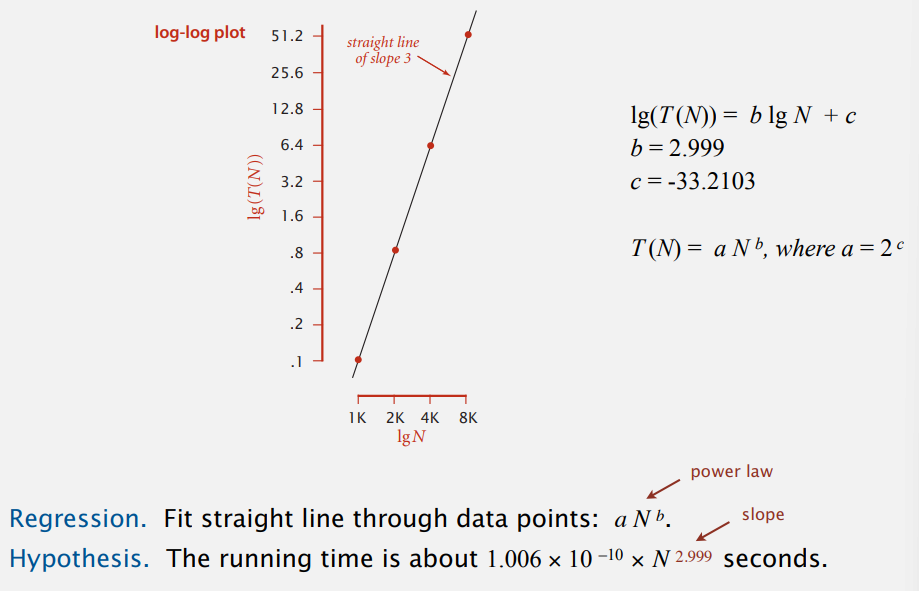 log-log plot
51.2
25.6
12.8
6.4
3.2
1.6
.8
.4
.2
.1
lg(T(N))
straight line
of slope 3
1K 2K 4K 8K
lg N
lg(T(N)) = b lg N + c
b = 2.999
c = -33.2103
T(N) = a N ᵇ, where a = 2 ᶜ
power law
Regression. Fit straight line through data points: a N ᵇ.
slope
Hypothesis. The running time is about 1.006 × 10 ⁻¹⁰ × N ²·⁹⁹⁹ seconds.